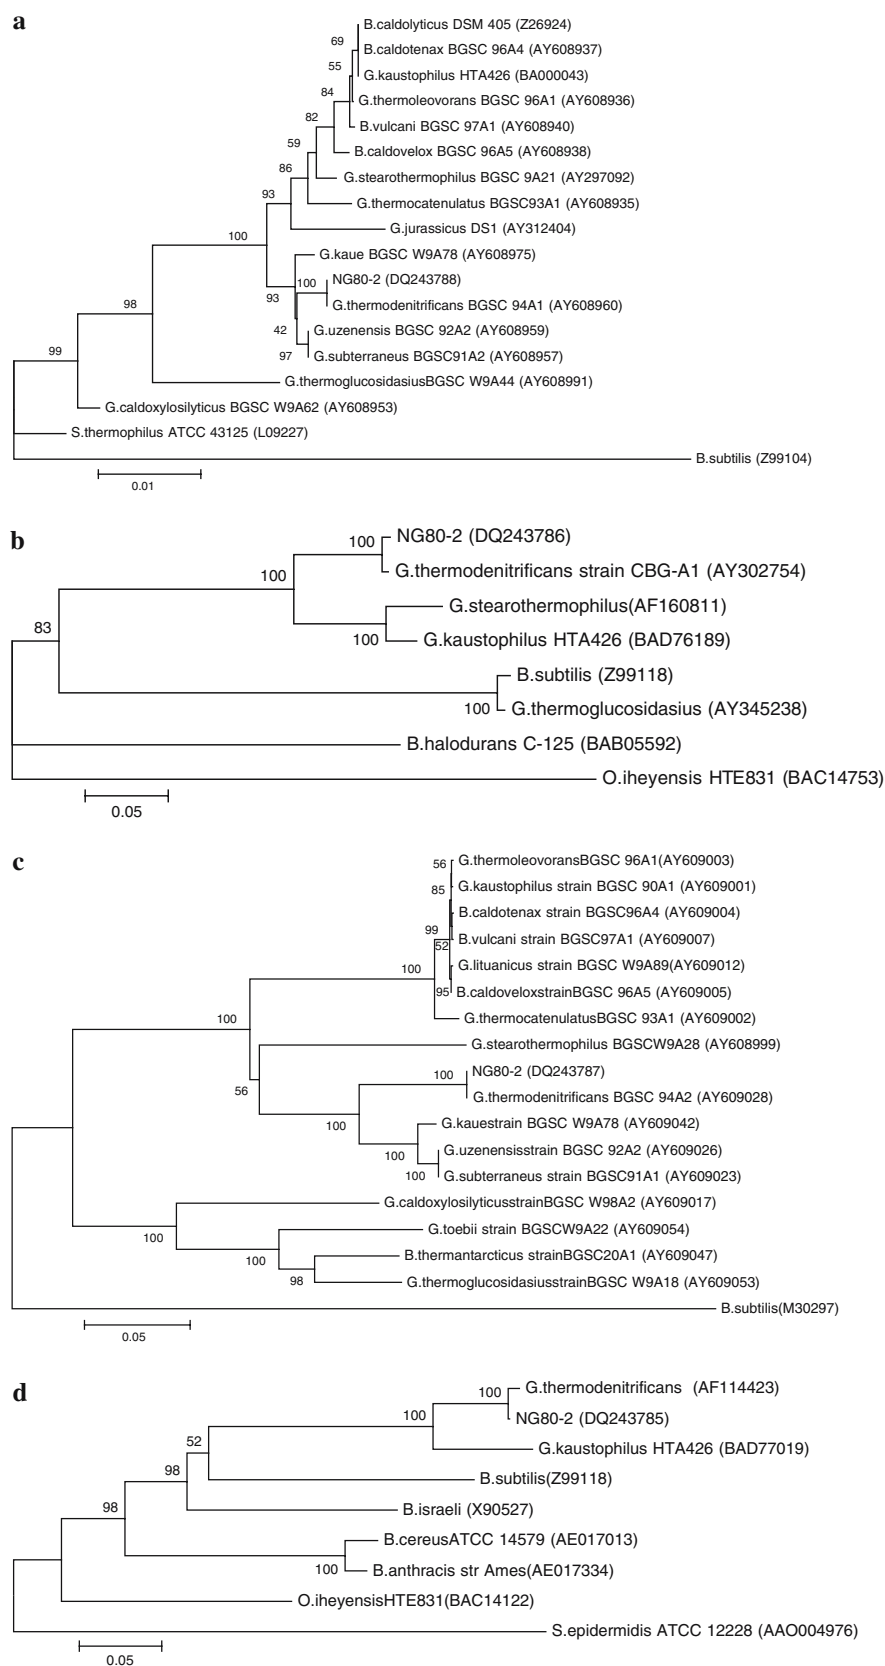 a
B.caldolyticus DSM 405 (Z26924)
69
B.caldotenax BGSC 96A4 (AY608937)
55
G.kaustophilus HTA426 (BA000043)
84
G.thermoleovorans BGSC 96A1 (AY608936)
82
B.vulcani BGSC 97A1 (AY608940)
59
B.caldovelox BGSC 96A5 (AY608938)
86
G.stearothermophilus BGSC 9A21 (AY297092)
93
G.thermocatenulatus BGSC93A1 (AY608935)
G.jurassicus DS1 (AY312404)
100
G.kaue BGSC W9A78 (AY608975)
100
NG80-2 (DQ243788)
93
G.thermodenitrificans BGSC 94A1 (AY608960)
98
42
G.uzenensis BGSC 92A2 (AY608959)
97
G.subterraneus BGSC91A2 (AY608957)
99
G.thermoglucosidasiusBGSC W9A44 (AY608991)
G.caldoxylosilyticus BGSC W9A62 (AY608953)
S.thermophilus ATCC 43125 (L09227)
B.subtilis (Z99104)
0.01
b
100
NG80-2 (DQ243786)
100
G.thermodenitrificans strain CBG-A1 (AY302754)
G.stearothermophilus(AF160811)
83
100
G.kaustophilus HTA426 (BAD76189)
B.subtilis (Z99118)
100
G.thermoglucosidasius (AY345238)
B.halodurans C-125 (BAB05592)
O.iheyensis HTE831 (BAC14753)
0.05
c
56
G.thermoleovoransBGSC 96A1(AY609003)
85
G.kaustophilus strain BGSC 90A1 (AY609001)
B.caldotenax strain BGSC96A4 (AY609004)
99
52
B.vulcani strain BGSC97A1 (AY609007)
100
G.lituanicus strain BGSC W9A89(AY609012)
95
B.caldoveloxstrainBGSC 96A5 (AY609005)
100
G.thermocatenulatusBGSC 93A1 (AY609002)
G.stearothermophilus BGSCW9A28 (AY608999)
100
NG80-2 (DQ243787)
56
G.thermodenitrificans BGSC 94A2 (AY609028)
100
G.kauestrain BGSC W9A78 (AY609042)
100
G.uzenensisstrain BGSC 92A2 (AY609026)
100
G.subterraneus strain BGSC91A1 (AY609023)
G.caldoxylosilyticusstrainBGSC W98A2 (AY609017)
100
G.toebii strain BGSCW9A22 (AY609054)
100
B.thermantarcticus strainBGSC20A1 (AY609047)
98
G.thermoglucosidasiusstrainBGSC W9A18 (AY609053)
B.subtilis(M30297)
0.05
d
100
G.thermodenitrificans (AF114423)
100
NG80-2 (DQ243785)
52
G.kaustophilus HTA426 (BAD77019)
98
B.subtilis(Z99118)
98
B.israeli (X90527)
B.cereusATCC 14579 (AE017013)
100
B.anthracis str Ames(AE017334)
O.iheyensisHTE831(BAC14122)
S.epidermidis ATCC 12228 (AAO004976)
0.05